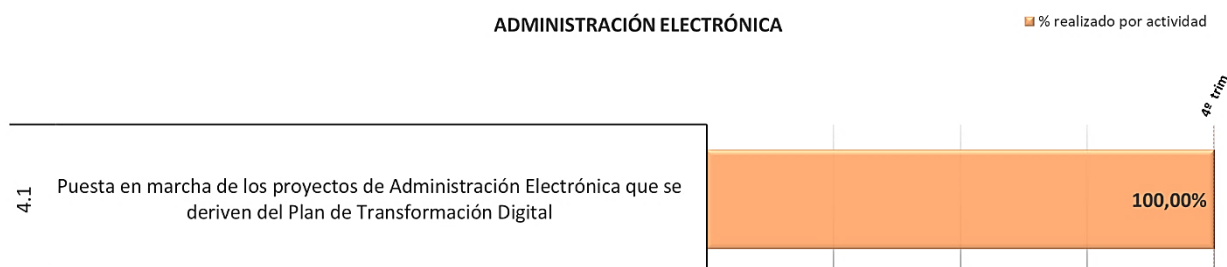 ADMINISTRACIÓN ELECTRÓNICA
% realizado por actividad
4º trim
4.1
Puesta en marcha de los proyectos de Administración Electrónica que se
deriven del Plan de Transformación Digital
100,00%